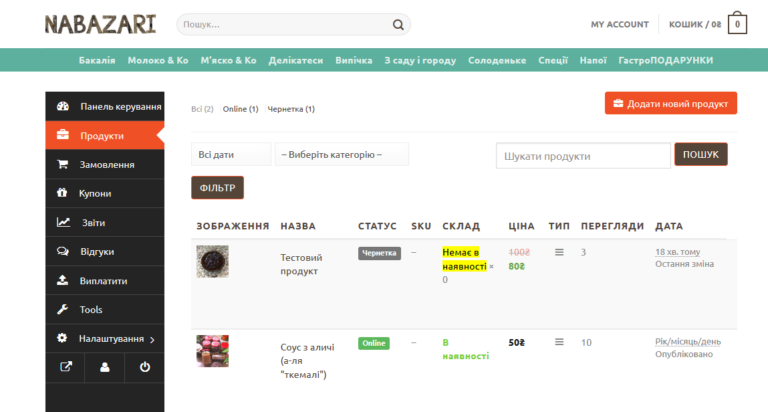 NABAZARI
Пошук…
MY ACCOUNT
КОШИК / 0₴
0
Бакалія Молоко & Ко М'яско & Ко Делікатеси Випічка З саду і городу Солоденьке Спеції Напої ГастроПОДАРУНКИ
Панель керування
Продукти
Замовлення
Купони
Звіти
Відгуки
Виплатити
Tools
Налаштування
Всі (2) Online (1) Чернетка (1)
Додати новий продукт
Всі дати
– Виберіть категорію –
Шукати продукти
ПОШУК
ФІЛЬТР
ЗОБРАЖЕННЯ НАЗВА СТАТУС SKU СКЛАД ЦІНА ТИП ПЕРЕГЛЯДИ ДАТА
Тестовий
продукт
Чернетка
–
Немає в
наявності ×
0
100₴
80₴
3
18 хв. тому
Остання зміна
Соус з аличі
(а-ля
"ткемалі")
Online
–
В
наявності
50₴
10
Рік/місяць/день
Опубліковано